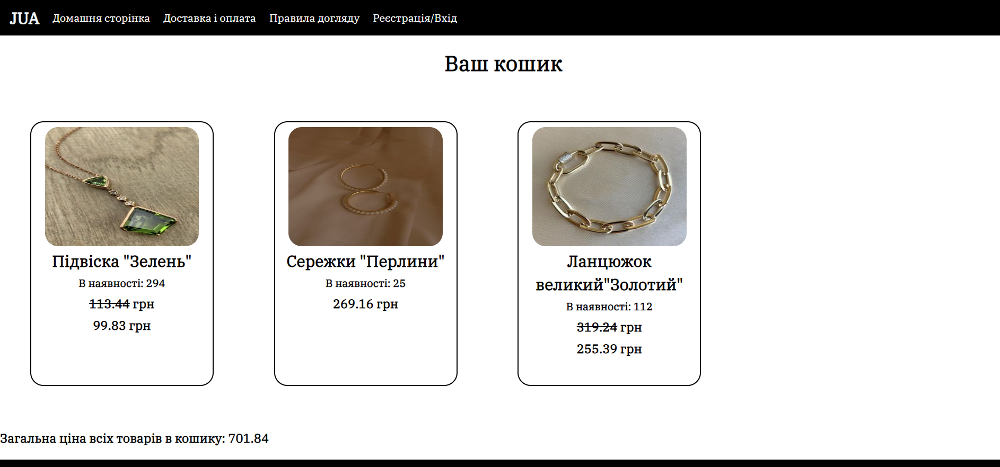 JUA Домашня сторінка Доставка і оплата Правила догляду Реєстрація/Вхід
Ваш кошик
Підвіска "Зелень"
В наявності: 294
113.44 грн
99.83 грн
Сережки "Перлини"
В наявності: 25
269.16 грн
Ланцюжок
великий"Золотий"
В наявності: 112
319.24 грн
255.39 грн
Загальна ціна всіх товарів в кошику: 701.84